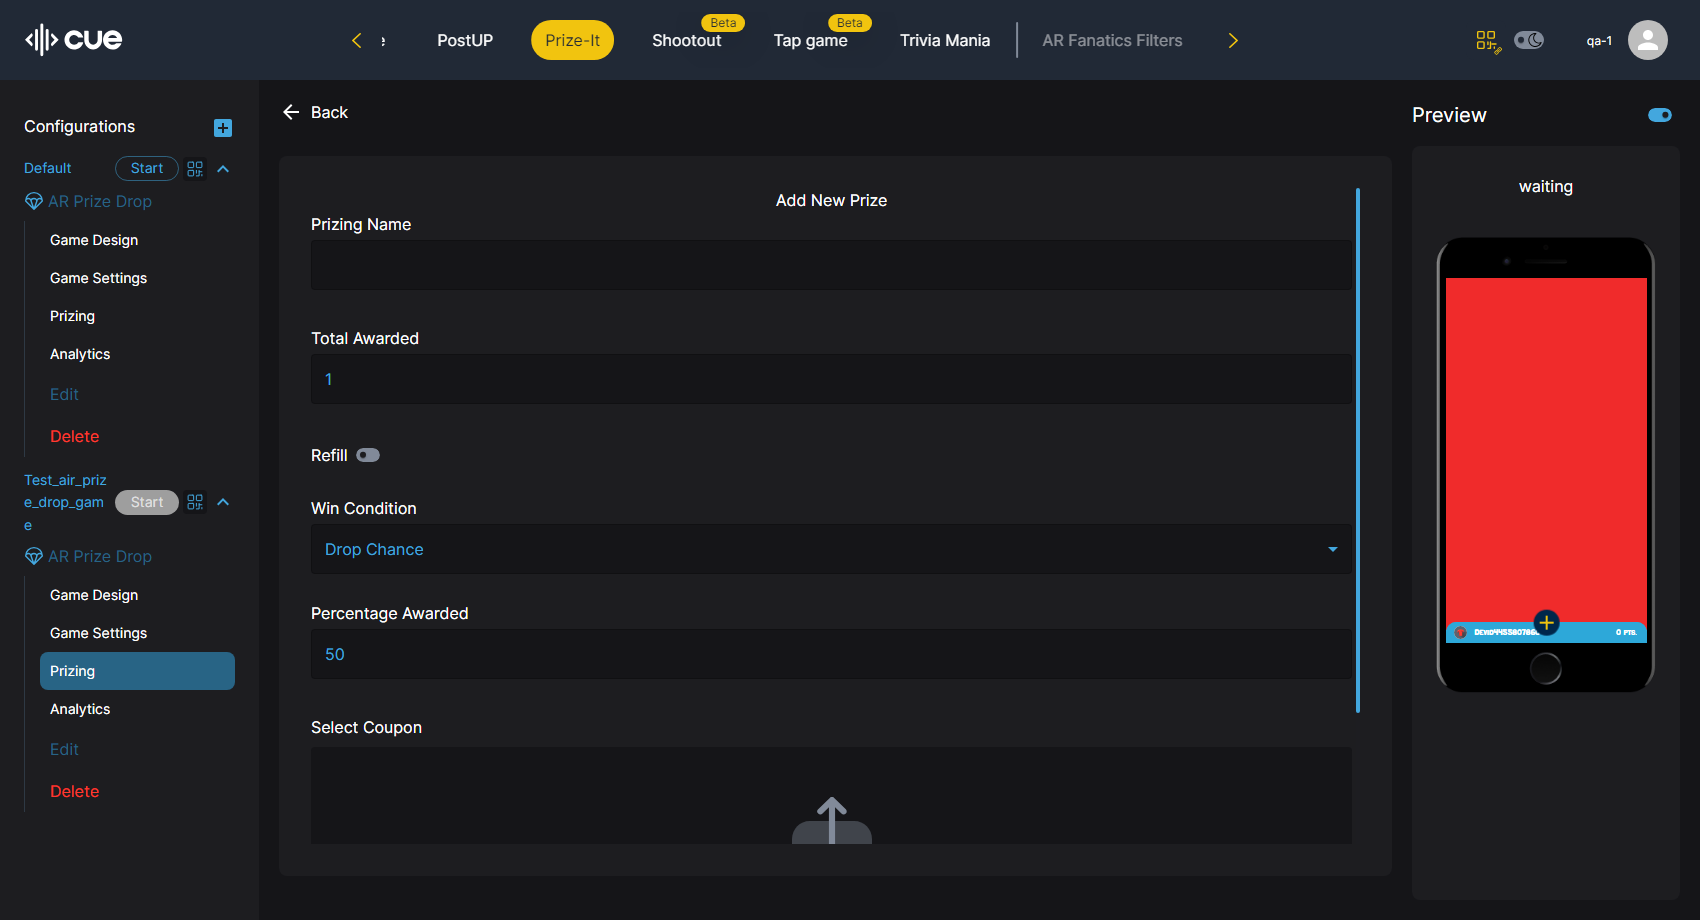 cue
PostUP
Prize-It
Beta
Shootout
Beta
Tap game
Trivia Mania
AR Fanatics Filters
qa-1
Configurations
Default
Start
AR Prize Drop
Game Design
Game Settings
Prizing
Analytics
Edit
Delete
Test_air_priz
e_drop_gam
e
Start
AR Prize Drop
Game Design
Game Settings
Prizing
Analytics
Edit
Delete
Back
Add New Prize
Prizing Name
Total Awarded
1
Refill
Win Condition
Drop Chance
Percentage Awarded
50
Select Coupon
Preview
waiting
0 PTS.